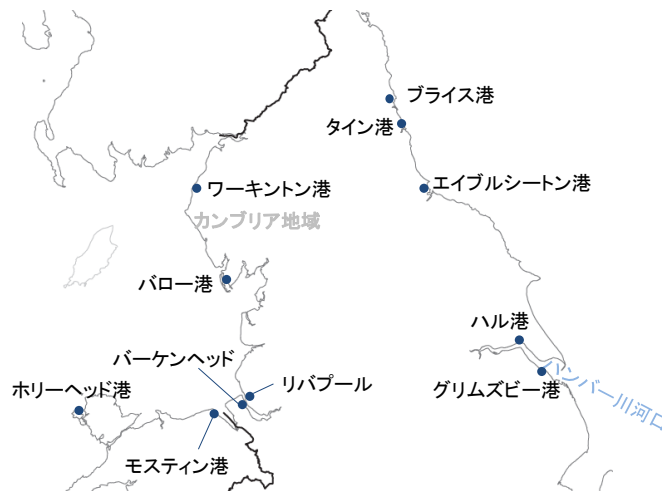 ブライス港
タイン港
エイブルシートン港
ワーキントン港
カンブリア地域
バロー港
ハル港
バーケンヘッド
リバプール
ホリーヘッド港
グリムズビー港
ハンバー川河口
モスティン港